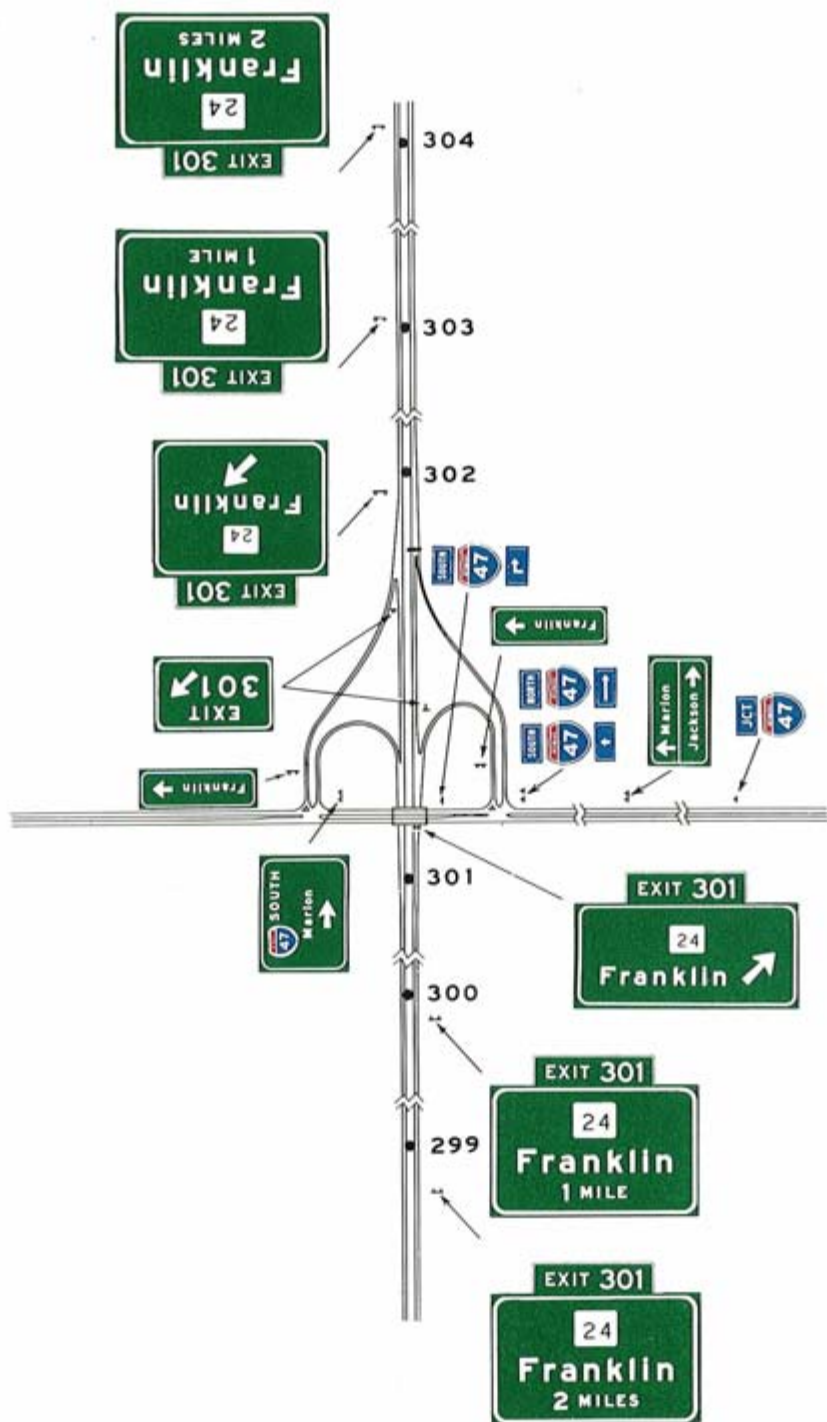 EXIT 301
24
Franklin
2 MILES
304
EXIT 301
24
Franklin
1 MILE
303
EXIT 301
24
Franklin
302
SOUTH
47
Franklin
EXIT
301
NORTH
47
SOUTH
47
Marion
Jackson
JCT
47
Franklin
47 SOUTH
Marion
301
EXIT 301
24
Franklin
300
EXIT 301
24
Franklin
1 MILE
299
EXIT 301
24
Franklin
2 MILES